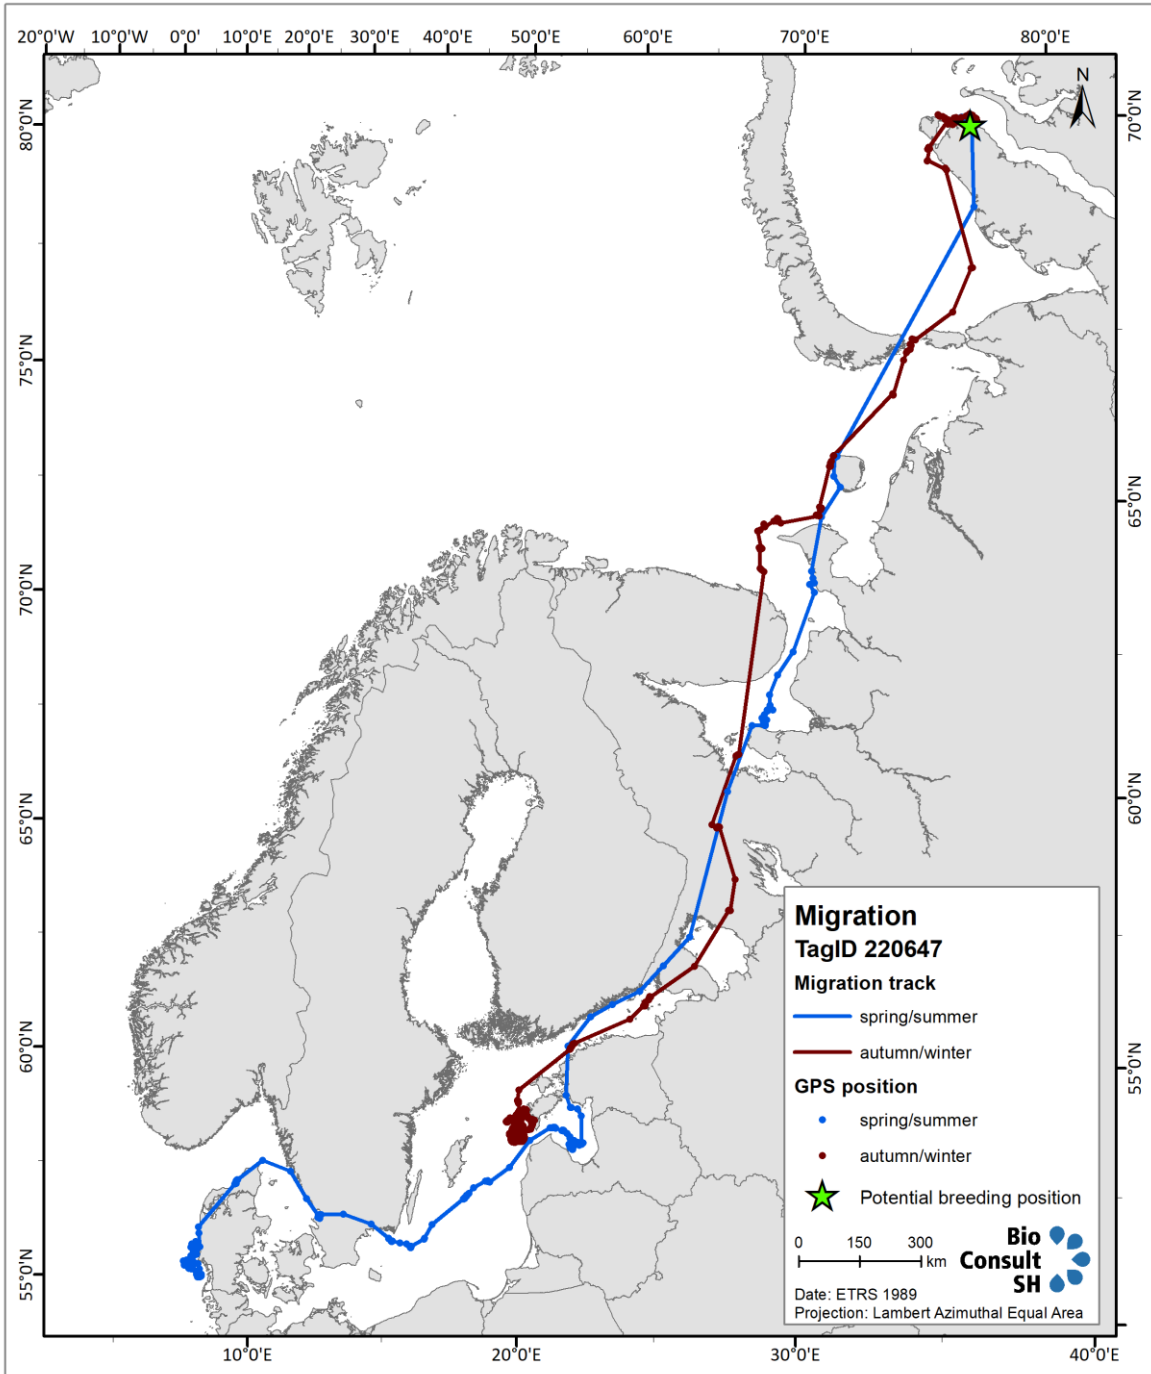 20°0'W 10°0'W 0°0' 10°0'E 20°0'E 30°0'E 40°0'E 50°0'E 60°0'E 70°0'E 80°0'E
N
80°0'N
70°0'N
75°0'N
65°0'N
70°0'N
60°0'N
65°0'N
55°0'N
60°0'N
55°0'N
Migration
TagID 220647
Migration track
spring/summer
autumn/winter
GPS position
spring/summer
autumn/winter
Potential breeding position
0 150 300
km
Bio
Consult
SH
Date: ETRS 1989
Projection: Lambert Azimuthal Equal Area
10°0'E 20°0'E 30°0'E 40°0'E